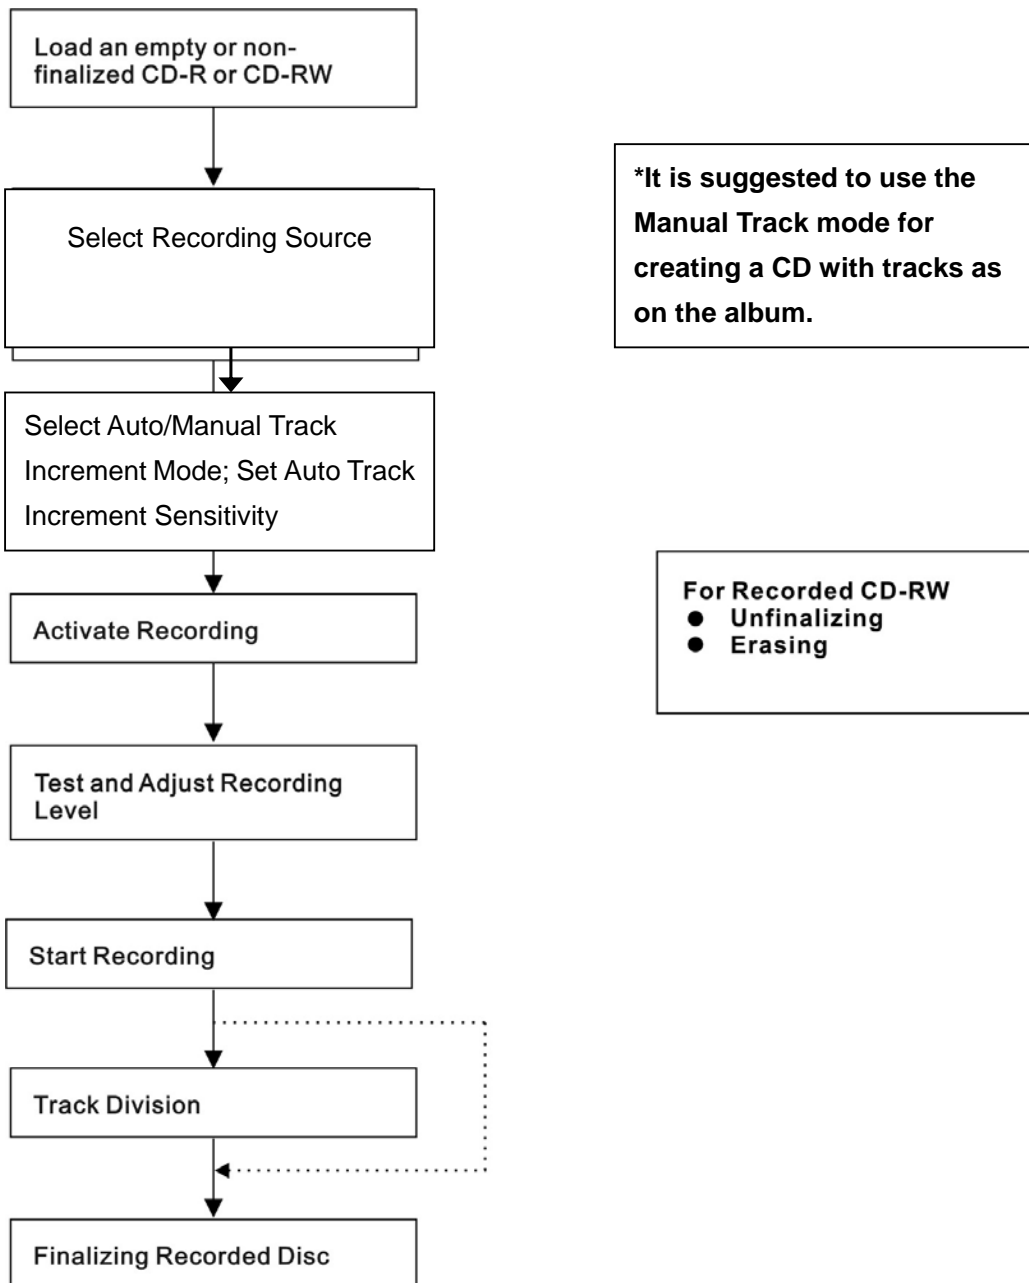 Load an empty or non-
finalized CD-R or CD-RW
Select Recording Source
*It is suggested to use the
Manual Track mode for
creating a CD with tracks as
on the album.
Select Auto/Manual Track
Increment Mode; Set Auto Track
Increment Sensitivity
Activate Recording
For Recorded CD-RW
● Unfinalizing
● Erasing
Test and Adjust Recording
Level
Start Recording
Track Division
Finalizing Recorded Disc